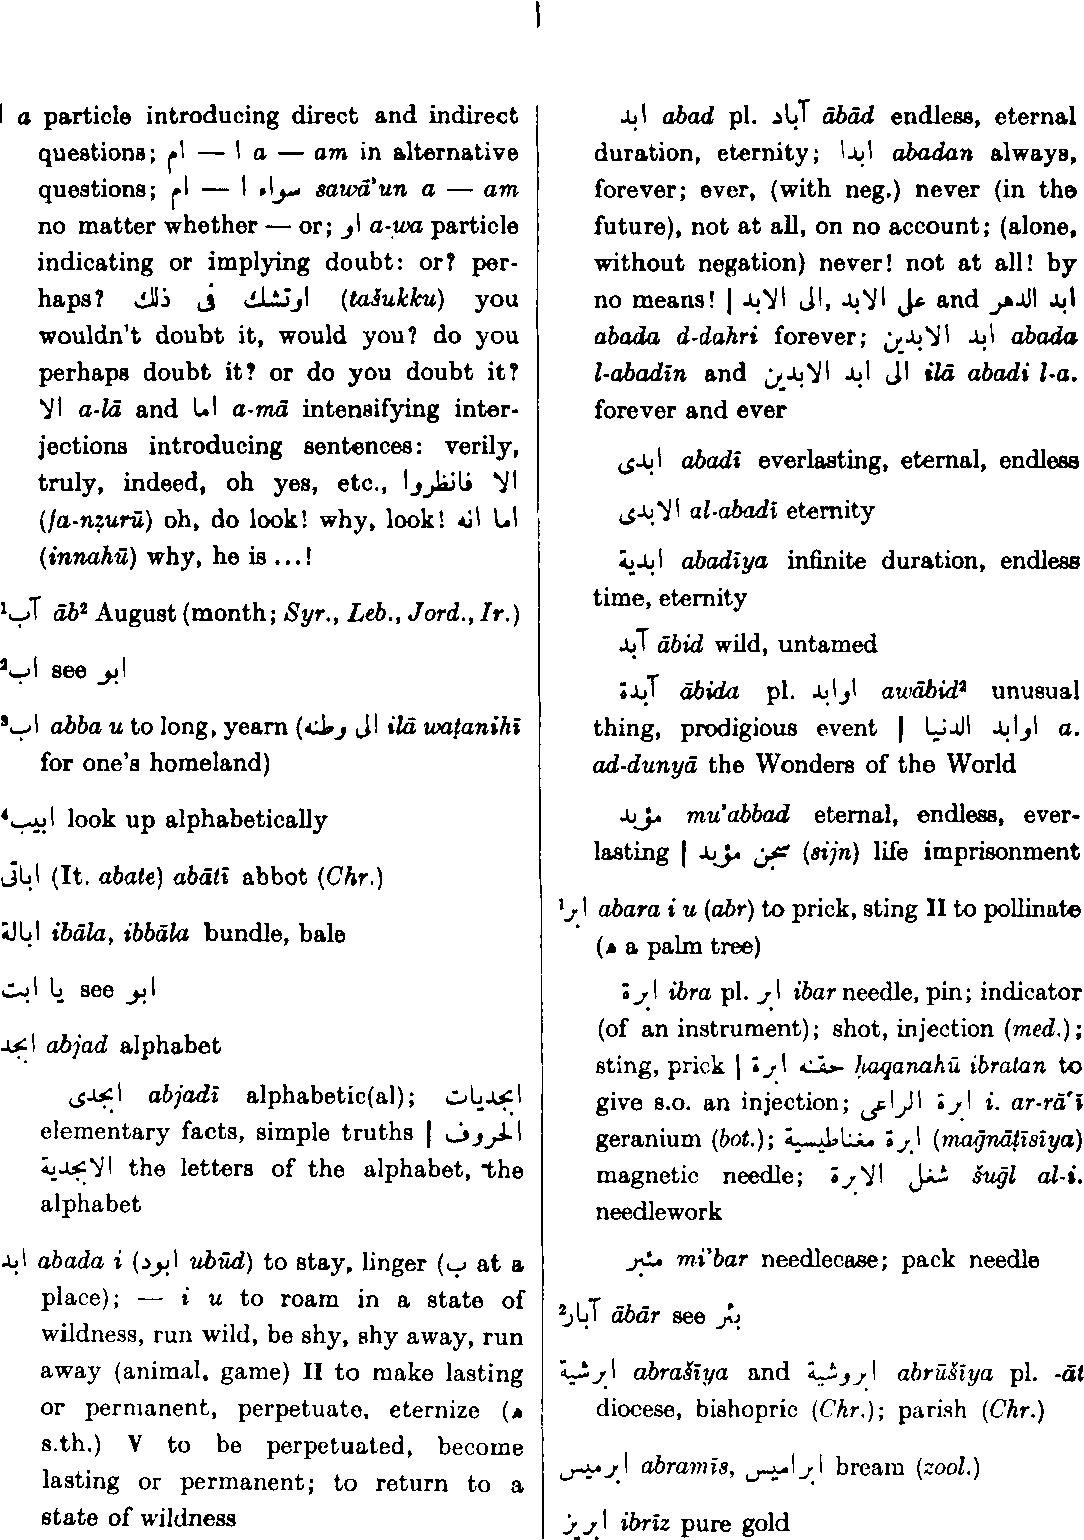 ا
ا a particle introducing direct and indirect
questions; ا — ام a — am in alternative
questions; سواء ا — ام sawā'un a — am
no matter whether — or; او a-wa particle
indicating or implying doubt: or? per-
haps? اوتشك فى ذلك (tašukku) you
wouldn't doubt it, would you? do you
perhaps doubt it? or do you doubt it?
الا a-lā and اما a-mā intensifying inter-
jections introducing sentences: verily,
truly, indeed, oh yes, etc., الا فانظروا
(fa-nẓurū) oh, do look! why, look! اما انه
(innahū) why, he is ...!
¹آب āb² August (month; Syr., Leb., Jord., Ir.)
²اب see ابو
³اب abba u to long, yearn (الى وطنه ilā waṭanihī
for one's homeland)
⁴ابيب look up alphabetically
اباتى (It. abate) abātī abbot (Chr.)
ابالة ibāla, ibbāla bundle, bale
يا ابت see ابو
ابجد abjad alphabet
ابجدى abjadī alphabetic(al); ابجديات
elementary facts, simple truths | الحروف
الابجدية the letters of the alphabet, the
alphabet
ابد abada i (ابود ubūd) to stay, linger (ب at a
place); — i u to roam in a state of
wildness, run wild, be shy, shy away, run
away (animal, game) II to make lasting
or permanent, perpetuate, eternize (ه
s.th.) V to be perpetuated, become
lasting or permanent; to return to a
state of wildness
ابد abad pl. آباد ābād endless, eternal
duration, eternity; ابدا abadan always,
forever; ever, (with neg.) never (in the
future), not at all, on no account; (alone,
without negation) never! not at all! by
no means! | الى الابد, على الابد and ابد الدهر
abada d-dahri forever; ابد الابدين abada
l-abadīn and الى ابد الابدين ilā abadi l-a.
forever and ever
ابدى abadī everlasting, eternal, endless
الابدى al-abadī eternity
ابدية abadīya infinite duration, endless
time, eternity
آبد ābid wild, untamed
آبدة ābida pl. اوابد awābid² unusual
thing, prodigious event | اوابد الدنيا a.
ad-dunyā the Wonders of the World
مؤبد mu'abbad eternal, endless, ever-
lasting | سجن مؤبد (sijn) life imprisonment
¹ابر abara i u (abr) to prick, sting II to pollinate
(ه a palm tree)
ابرة ibra pl. ابر ibar needle, pin; indicator
(of an instrument); shot, injection (med.);
sting, prick | حقنه ابرة ḥaqanahū ibratan to
give s.o. an injection; ابرة الراعى i. ar-rā‘ī
geranium (bot.); ابرة مغناطيسية (maḡnāṭīsīya)
magnetic needle; شغل الابرة šuḡl al-i.
needlework
مئبر mi'bar needlecase; pack needle
²آبار ābār see بئر
ابرشية abrašīya and ابروشية abrūšīya pl. -āt
diocese, bishopric (Chr.); parish (Chr.)
ابرميس abramīs, ابراميس bream (zool.)
ابريز ibrīz pure gold